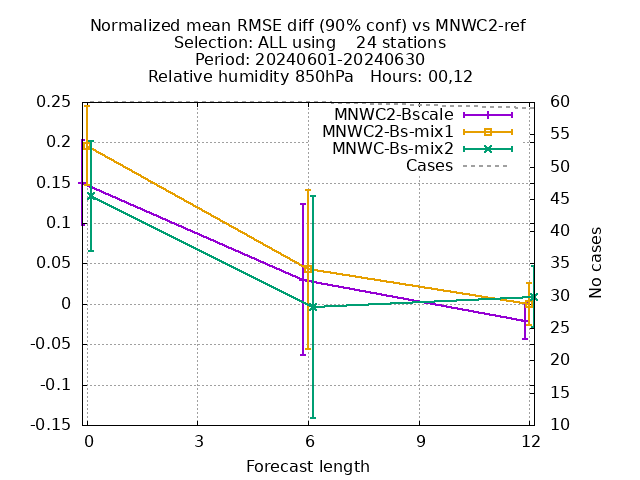 Normalized mean RMSE diff (90% conf) vs MNWC2-ref
Selection: ALL using    24 stations
Period: 20240601-20240630
Relative humidity 850hPa   Hours: 00,12
0.25
0.2
0.15
0.1
0.05
0
-0.05
-0.1
-0.15
60
55
50
45
40
35
30
25
20
15
10
MNWC2-Bscale
MNWC2-Bs-mix1
MNWC-Bs-mix2
Cases
No cases
0 3 6 9 12
Forecast length